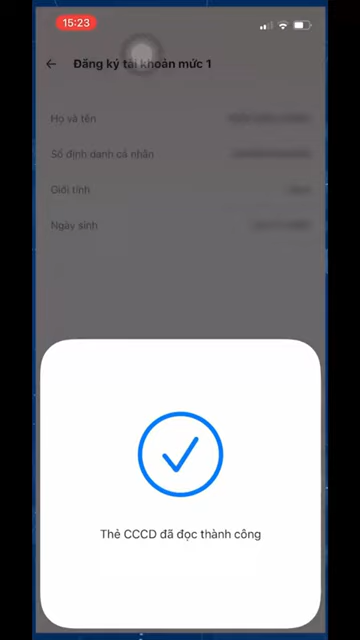 15:23
Đăng ký tài khoản mức 1
Họ và tên
Số định danh cá nhân
Giới tính
Ngày sinh
Thẻ CCCD đã đọc thành công